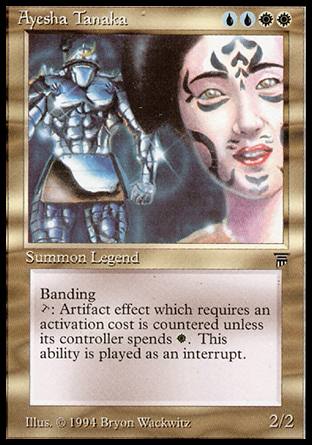 Ayesha Tanaka
Summon Legend
Banding
: Artifact effect which requires an
activation cost is countered unless
its controller spends . This
ability is played as an interrupt.
Illus. © 1994 Bryon Wackwitz
2/2